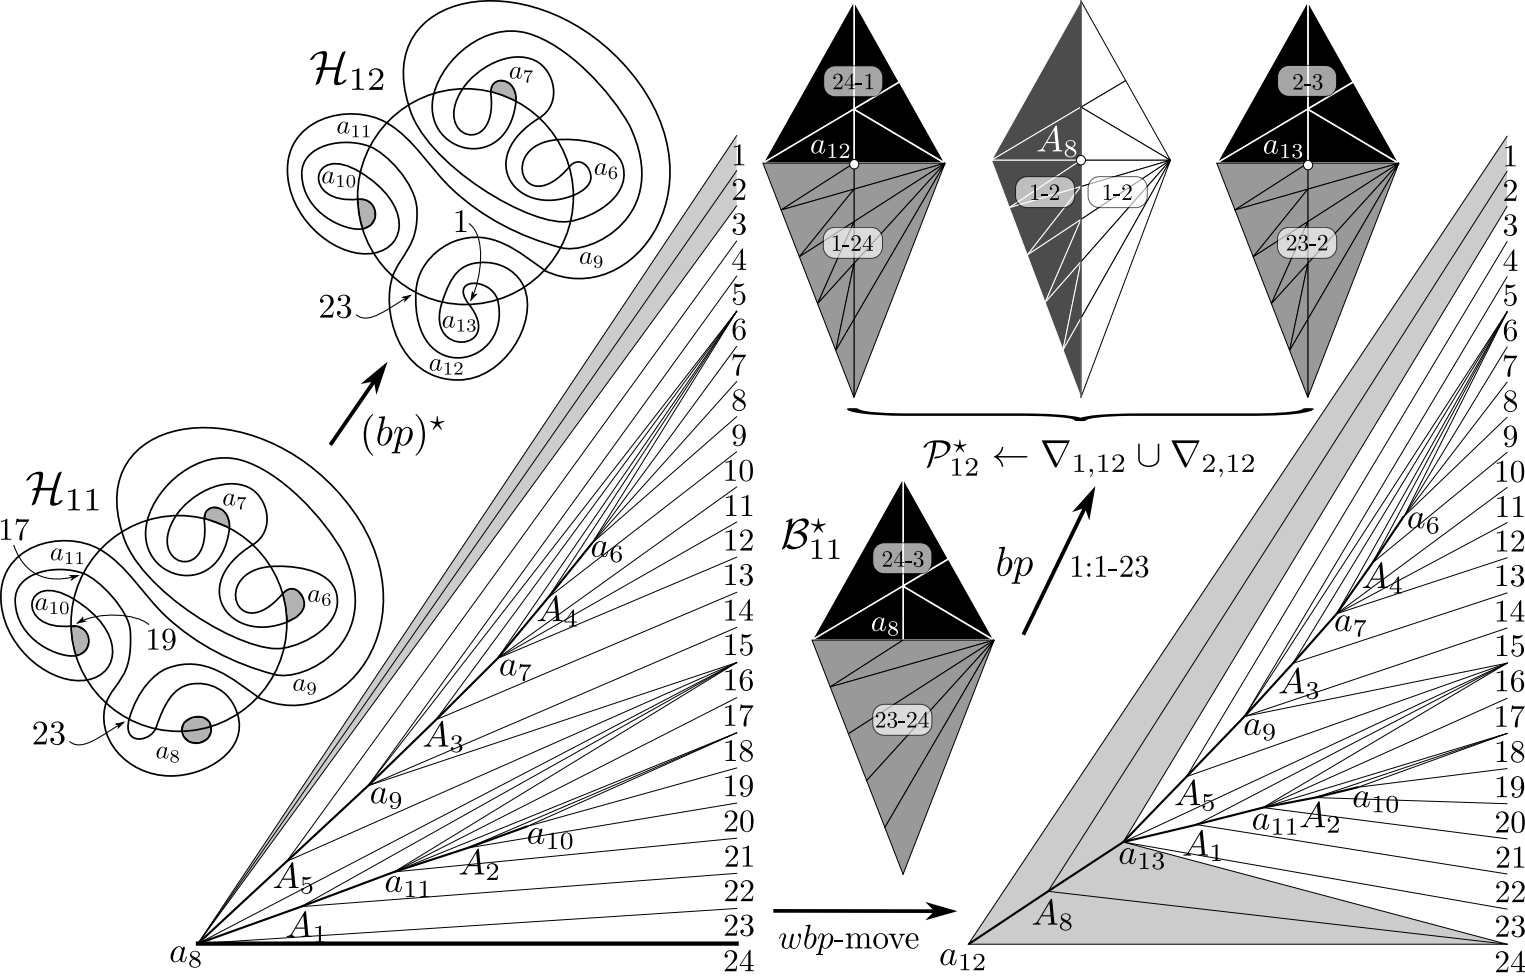 𝓗₁₂
a₇
a₁₁
a₁₀
a₆
1
a₉
23
a₁₃
a₁₂
(bp)⋆
𝓗₁₁
17
a₇
a₁₁
a₁₀
a₆
19
a₉
23
a₈
1
2
3
4
5
6
7
8
9
10
11
12
13
14
15
16
17
18
19
20
21
22
23
24
a₆
A₄
a₇
A₃
a₉
a₁₀
A₅
A₂
a₁₁
A₁
a₈
24-1
a₁₂
1-24
A₈
1-2
1-2
2-3
a₁₃
23-2
𝒫⋆₁₂ ← ∇₁,₁₂ ∪ ∇₂,₁₂
𝓑⋆₁₁
bp
1:1-23
24-3
a₈
23-24
wbp-move
1
2
3
4
5
6
7
8
9
10
11
12
13
14
15
16
17
18
19
20
21
22
23
24
a₆
A₄
a₇
A₃
a₉
A₅
a₁₀
a₁₁
A₂
A₁
a₁₃
A₈
a₁₂